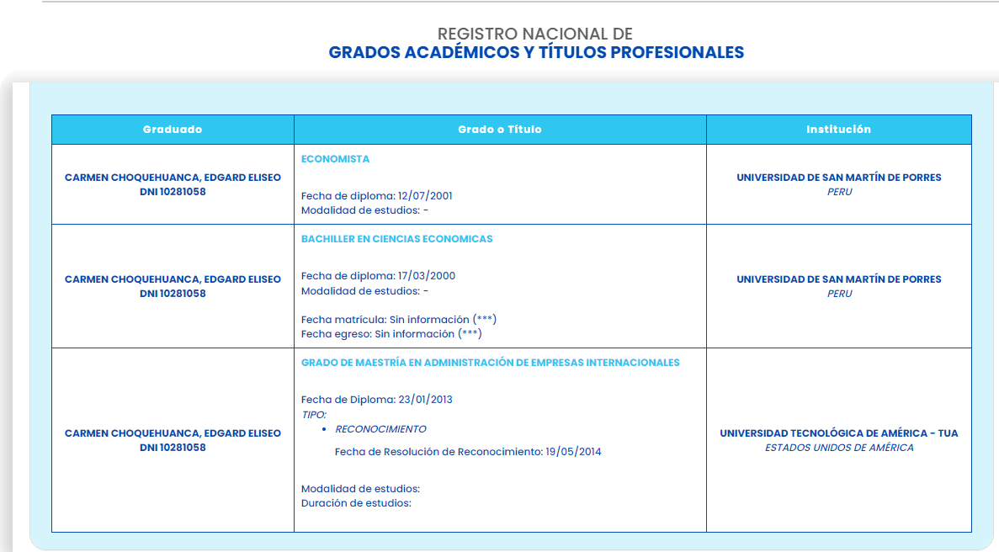 REGISTRO NACIONAL DE
GRADOS ACADÉMICOS Y TÍTULOS PROFESIONALES
Graduado
Grado o Título
Institución
CARMEN CHOQUEHUANCA, EDGARD ELISEO
DNI 10281058
ECONOMISTA
Fecha de diploma: 12/07/2001
Modalidad de estudios: -
UNIVERSIDAD DE SAN MARTÍN DE PORRES
PERU
CARMEN CHOQUEHUANCA, EDGARD ELISEO
DNI 10281058
BACHILLER EN CIENCIAS ECONOMICAS
Fecha de diploma: 17/03/2000
Modalidad de estudios: -
Fecha matrícula: Sin información (***)
Fecha egreso: Sin información (***)
UNIVERSIDAD DE SAN MARTÍN DE PORRES
PERU
CARMEN CHOQUEHUANCA, EDGARD ELISEO
DNI 10281058
GRADO DE MAESTRÍA EN ADMINISTRACIÓN DE EMPRESAS INTERNACIONALES
Fecha de Diploma: 23/01/2013
TIPO:
• RECONOCIMIENTO
Fecha de Resolución de Reconocimiento: 19/05/2014
Modalidad de estudios:
Duración de estudios:
UNIVERSIDAD TECNOLÓGICA DE AMÉRICA - TUA
ESTADOS UNIDOS DE AMÉRICA